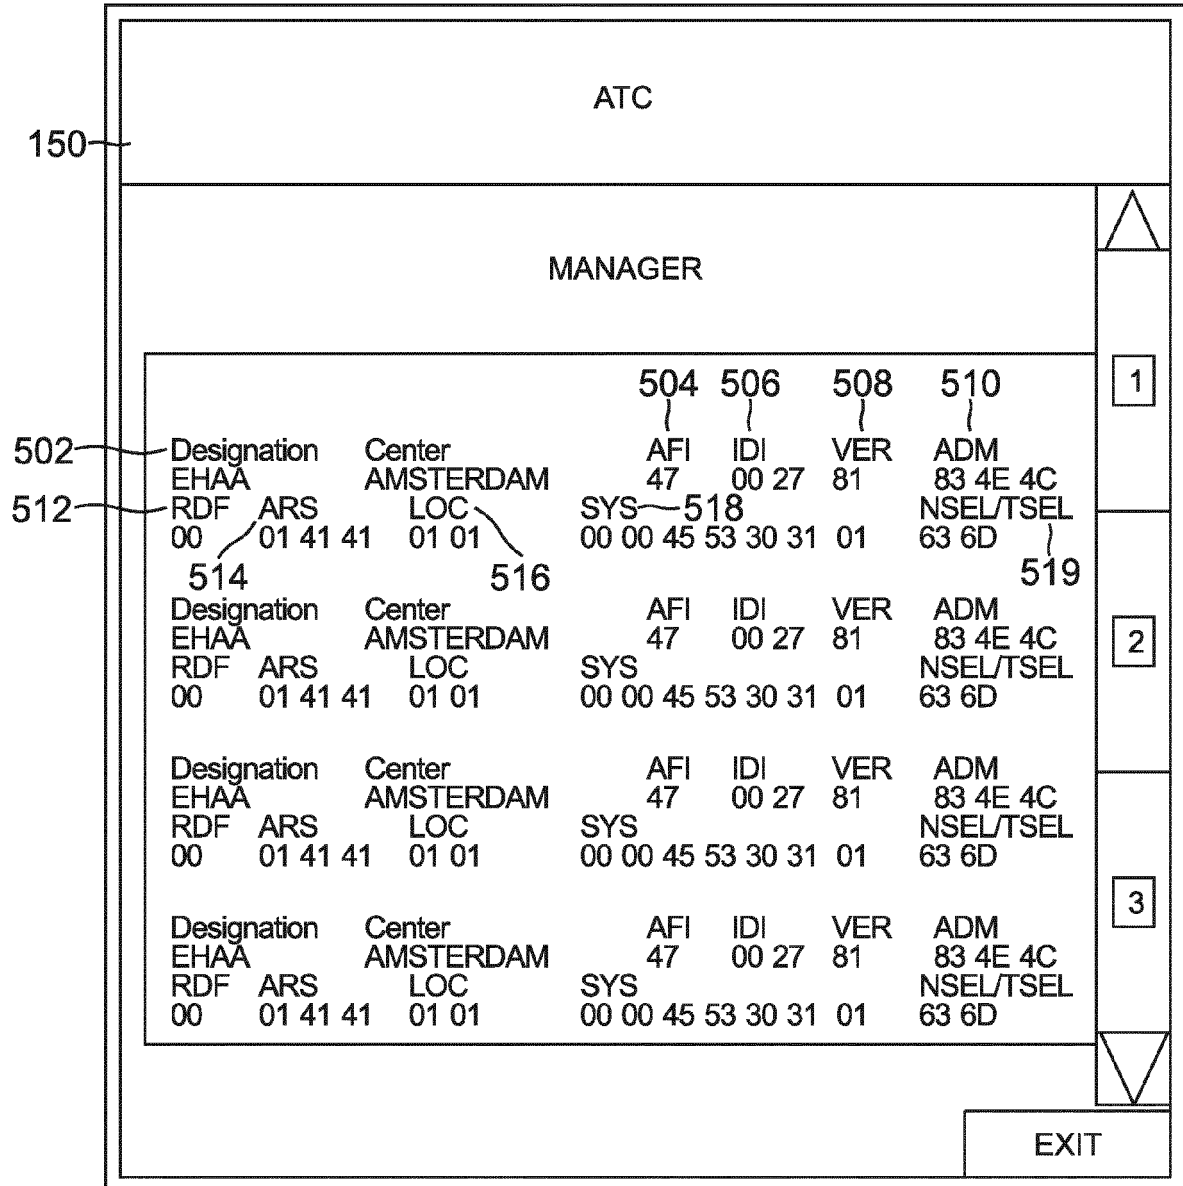 ATC
150
MANAGER
504 506 508 510
502 Designation Center AFI IDI VER ADM
EHAA AMSTERDAM 47 00 27 81 83 4E 4C
512 RDF ARS LOC SYS 518 NSEL/TSEL
00 01 41 41 01 01 00 00 45 53 30 31 01 63 6D
514 516 519
Designation Center AFI IDI VER ADM
EHAA AMSTERDAM 47 00 27 81 83 4E 4C
RDF ARS LOC SYS NSEL/TSEL
00 01 41 41 01 01 00 00 45 53 30 31 01 63 6D
Designation Center AFI IDI VER ADM
EHAA AMSTERDAM 47 00 27 81 83 4E 4C
RDF ARS LOC SYS NSEL/TSEL
00 01 41 41 01 01 00 00 45 53 30 31 01 63 6D
Designation Center AFI IDI VER ADM
EHAA AMSTERDAM 47 00 27 81 83 4E 4C
RDF ARS LOC SYS NSEL/TSEL
00 01 41 41 01 01 00 00 45 53 30 31 01 63 6D
1
2
3
EXIT